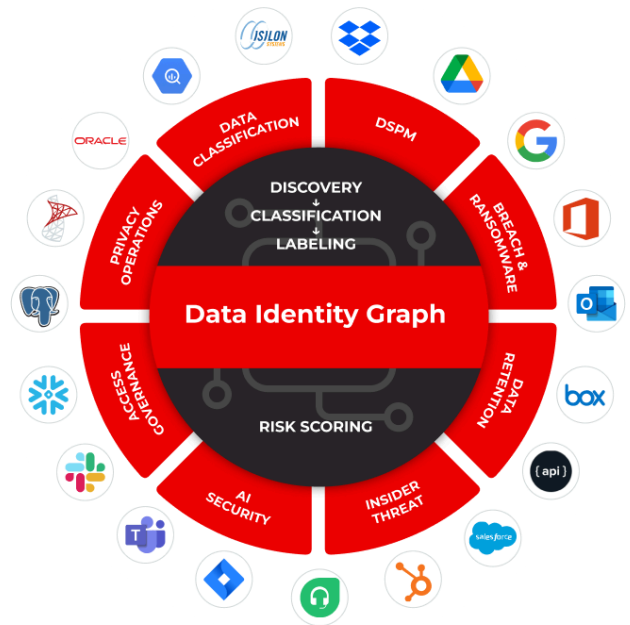 ISILON
SYSTEMS
ORACLE
DATA
CLASSIFICATION
DSPM
BREACH &
RANSOMWARE
DATA
RETENTION
INSIDER
THREAT
AI
SECURITY
ACCESS
GOVERNANCE
PRIVACY
OPERATIONS
DISCOVERY
CLASSIFICATION
LABELING
Data Identity Graph
RISK SCORING
box
{ api }
salesforce
T
O